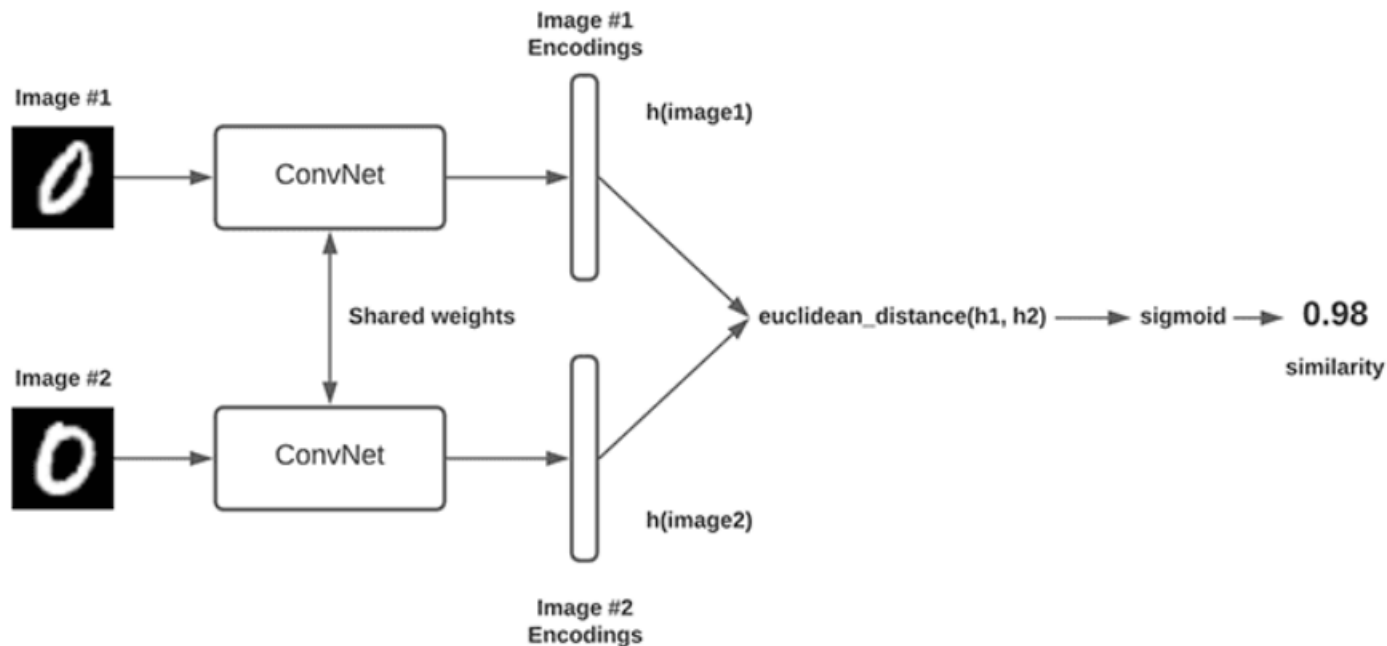 Image #1
Encodings
Image #1
h(image1)
ConvNet
Shared weights
euclidean_distance(h1, h2)
sigmoid
0.98
similarity
Image #2
ConvNet
h(image2)
Image #2
Encodings